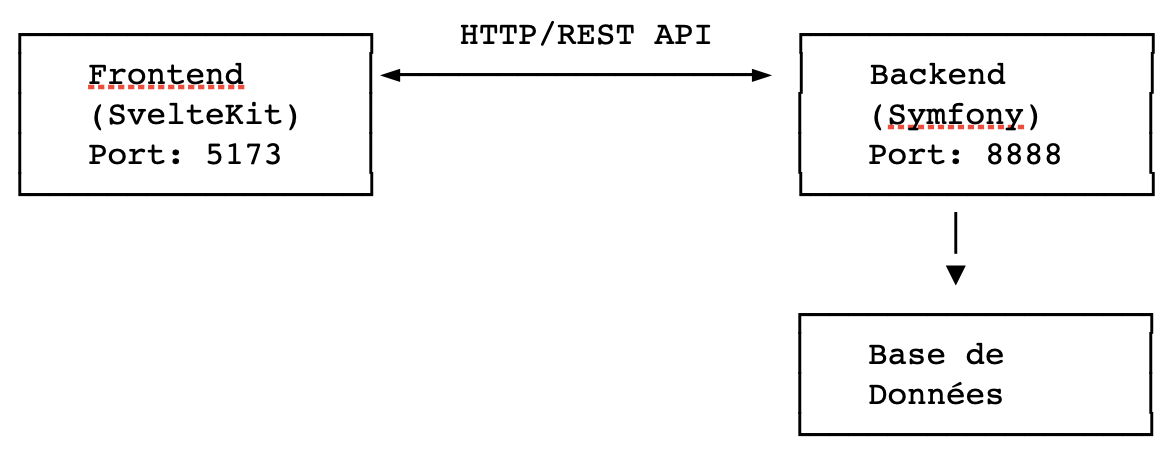 HTTP/REST API
Frontend
(SvelteKit)
Port: 5173
Backend
(Symfony)
Port: 8888
Base de
Données